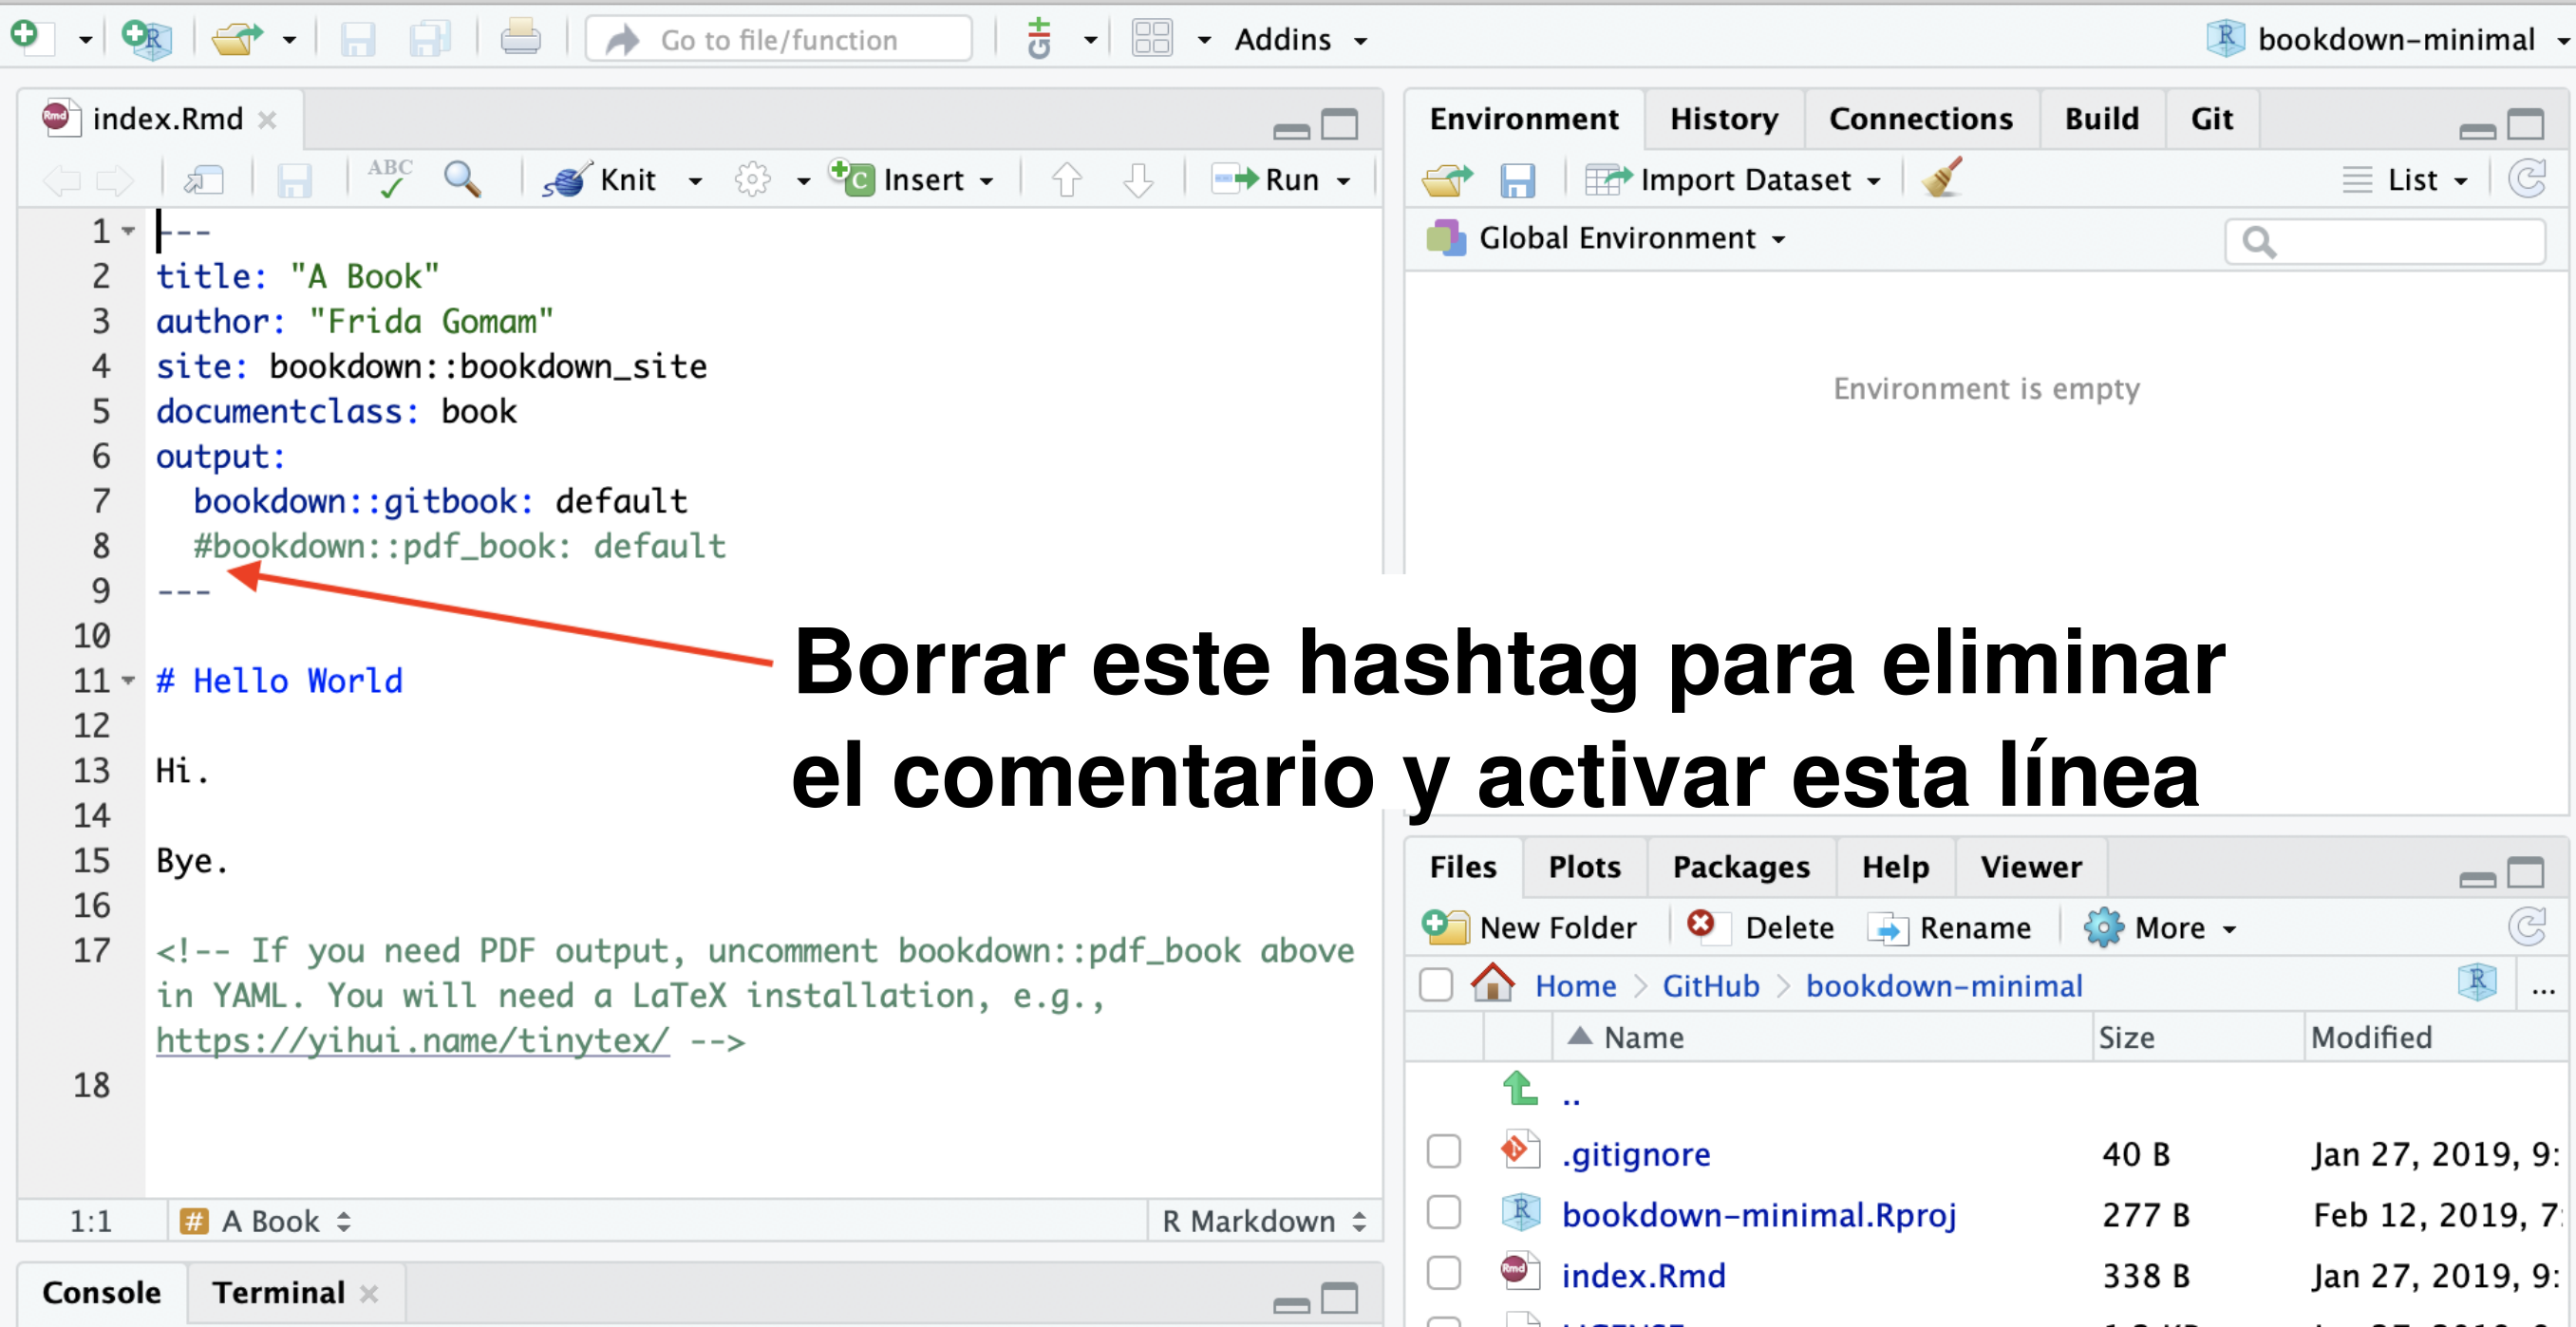 Go to file/function
Addins
bookdown-minimal
index.Rmd
ABC
Knit
Insert
Run
1 ---
2 title: "A Book"
3 author: "Frida Gomam"
4 site: bookdown::bookdown_site
5 documentclass: book
6 output:
7 bookdown::gitbook: default
8 #bookdown::pdf_book: default
9 ---
10
11 # Hello World
12
13 Hi.
14
15 Bye.
16
17 <!-- If you need PDF output, uncomment bookdown::pdf_book above
in YAML. You will need a LaTeX installation, e.g.,
https://yihui.name/tinytex/ -->
18
1:1 # A Book R Markdown
Console Terminal
Borrar este hashtag para eliminar
el comentario y activar esta línea
Environment History Connections Build Git
Import Dataset List
Global Environment
Environment is empty
Files Plots Packages Help Viewer
New Folder Delete Rename More
Home > GitHub > bookdown-minimal ...
Name Size Modified
..
.gitignore 40 B Jan 27, 2019, 9:
bookdown-minimal.Rproj 277 B Feb 12, 2019, 7:
index.Rmd 338 B Jan 27, 2019, 9: